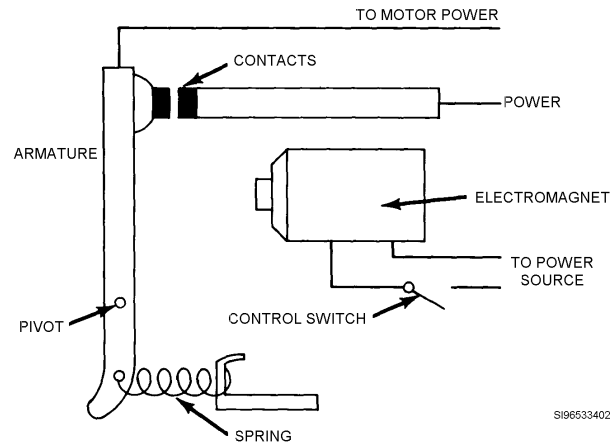 TO MOTOR POWER
CONTACTS
POWER
ARMATURE
ELECTROMAGNET
TO POWER
SOURCE
PIVOT
CONTROL SWITCH
SI96533402
SPRING